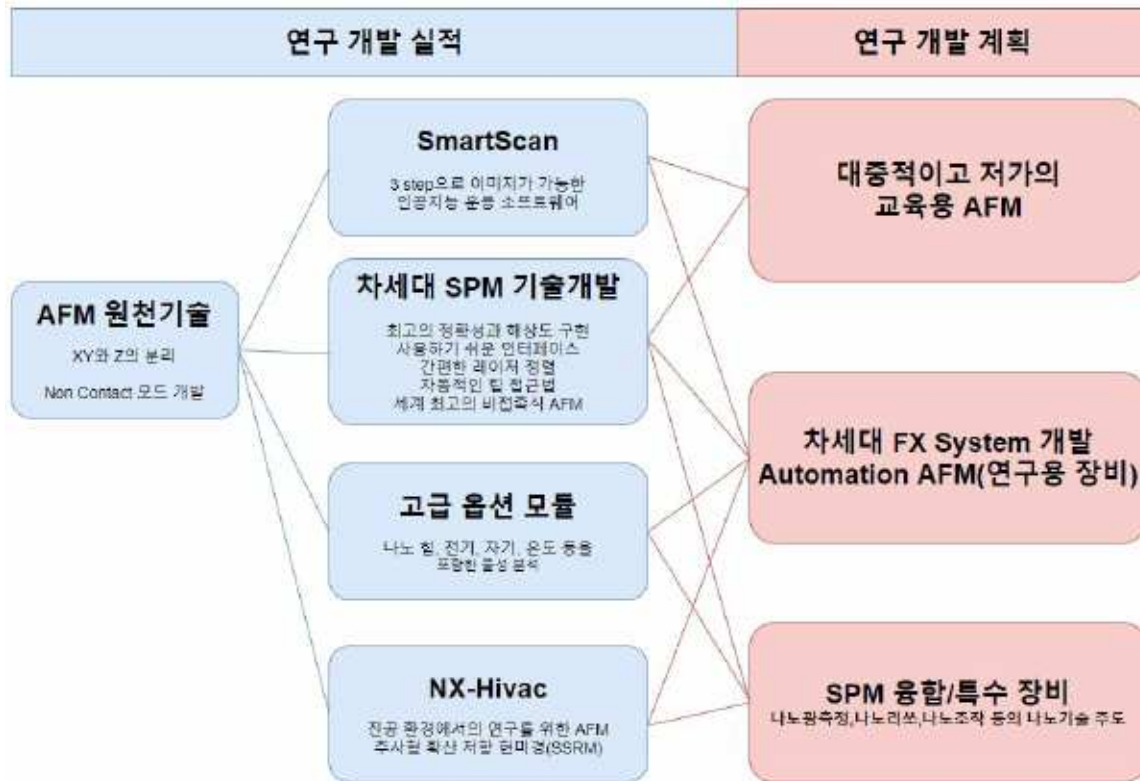 연구 개발 실적
연구 개발 계획
AFM 원천기술
XY와 Z의 분리
Non Contact 모드 개발
SmartScan
3 step으로 이미지가 가능한
인공지능 운용 소프트웨어
차세대 SPM 기술개발
최고의 정확성과 해상도 구현
사용하기 쉬운 인터페이스
간편한 레이저 정렬
자동적인 팁 접근법
세계 최고의 비접촉식 AFM
고급 옵션 모듈
나노 힘, 전기, 자기, 온도 등을
포함한 물성 분석
NX-Hivac
진공 환경에서의 연구를 위한 AFM
주사형 확산 저항 현미경(SSRM)
대중적이고 저가의
교육용 AFM
차세대 FX System 개발
Automation AFM(연구용 장비)
SPM 융합/특수 장비
나노광측정,나노리쏘,나노조작 등의 나노기술 주도